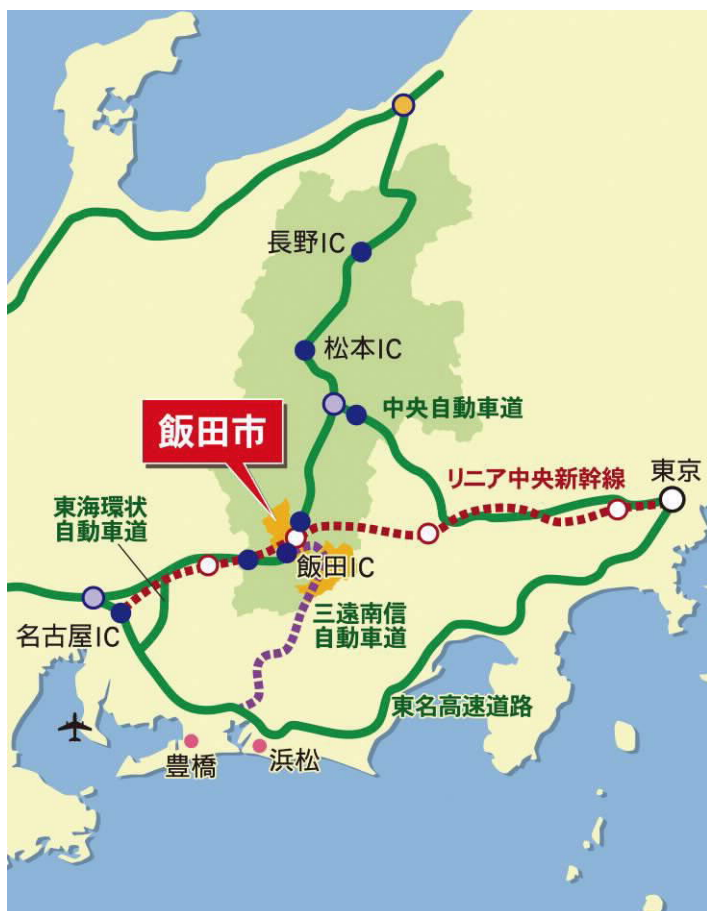 長野IC
松本IC
中央自動車道
飯田市
リニア中央新幹線
東京
東海環状
自動車道
飯田IC
三遠南信
自動車道
名古屋IC
東名高速道路
豊橋
浜松